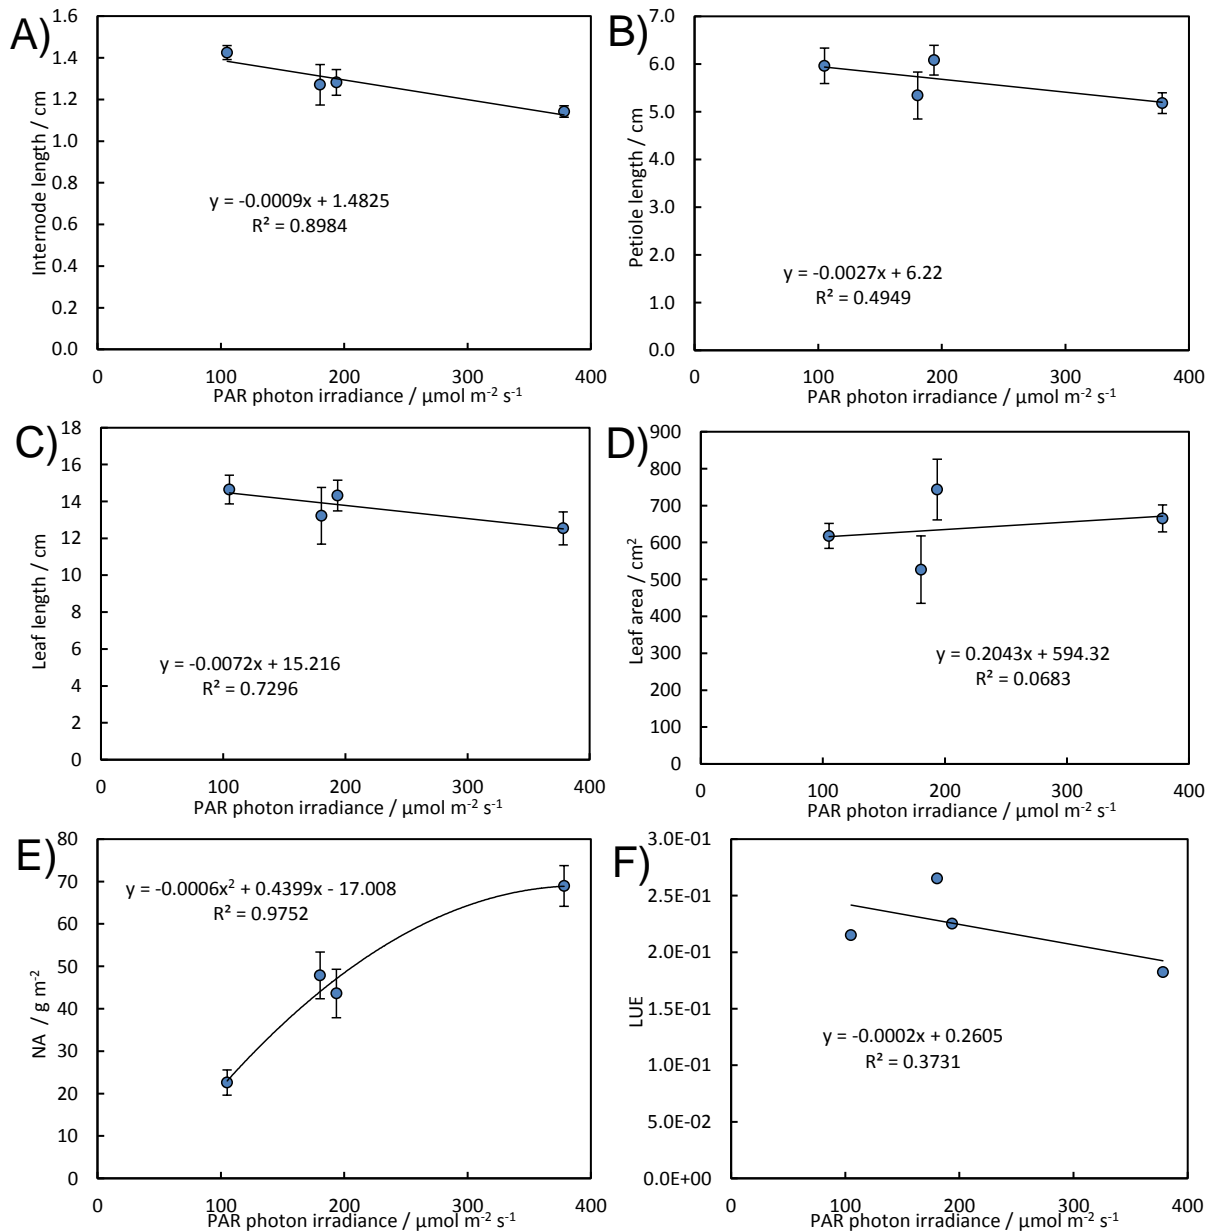 A)
1.6
1.4
1.2
1.0
0.8
0.6
0.4
0.2
0.0
Internode length / cm
y = -0.0009x + 1.4825
R² = 0.8984
0 100 200 300 400
PAR photon irradiance / µmol m⁻² s⁻¹
B)
7.0
6.0
5.0
4.0
3.0
2.0
1.0
0.0
Petiole length / cm
y = -0.0027x + 6.22
R² = 0.4949
0 100 200 300 400
PAR photon irradiance / µmol m⁻² s⁻¹
C)
18
16
14
12
10
8
6
4
2
0
Leaf length / cm
y = -0.0072x + 15.216
R² = 0.7296
0 100 200 300 400
PAR photon irradiance / µmol m⁻² s⁻¹
D)
900
800
700
600
500
400
300
200
100
0
Leaf area / cm²
y = 0.2043x + 594.32
R² = 0.0683
0 100 200 300 400
PAR photon irradiance / µmol m⁻² s⁻¹
E)
80
70
60
50
40
30
20
10
0
NA / g m⁻²
y = -0.0006x² + 0.4399x - 17.008
R² = 0.9752
0 100 200 300 400
PAR photon irradiance / µmol m⁻² s⁻¹
F)
3.0E-01
2.5E-01
2.0E-01
1.5E-01
1.0E-01
5.0E-02
0.0E+00
LUE
y = -0.0002x + 0.2605
R² = 0.3731
0 100 200 300 400
PAR photon irradiance / µmol m⁻² s⁻¹